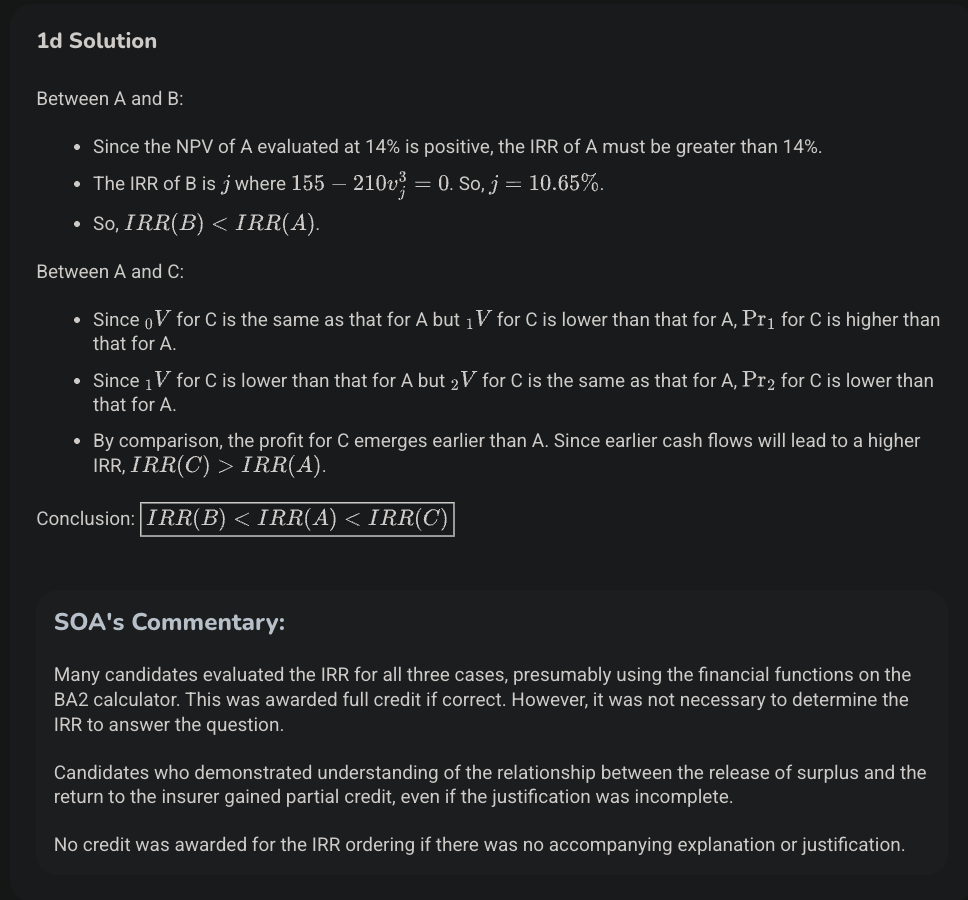 1d Solution
Between A and B:
• Since the NPV of A evaluated at 14% is positive, the IRR of A must be greater than 14%.
• The IRR of B is $j$ where $155 - 210v_j^3 = 0$. So, $j = 10.65\%$.
• So, $IRR(B) < IRR(A)$.
Between A and C:
• Since ${}_0V$ for C is the same as that for A but ${}_1V$ for C is lower than that for A, $\Pr_1$ for C is higher than
that for A.
• Since ${}_1V$ for C is lower than that for A but ${}_2V$ for C is the same as that for A, $\Pr_2$ for C is lower than
that for A.
• By comparison, the profit for C emerges earlier than A. Since earlier cash flows will lead to a higher
IRR, $IRR(C) > IRR(A)$.
Conclusion: $IRR(B) < IRR(A) < IRR(C)$
SOA's Commentary:
Many candidates evaluated the IRR for all three cases, presumably using the financial functions on the
BA2 calculator. This was awarded full credit if correct. However, it was not necessary to determine the
IRR to answer the question.
Candidates who demonstrated understanding of the relationship between the release of surplus and the
return to the insurer gained partial credit, even if the justification was incomplete.
No credit was awarded for the IRR ordering if there was no accompanying explanation or justification.